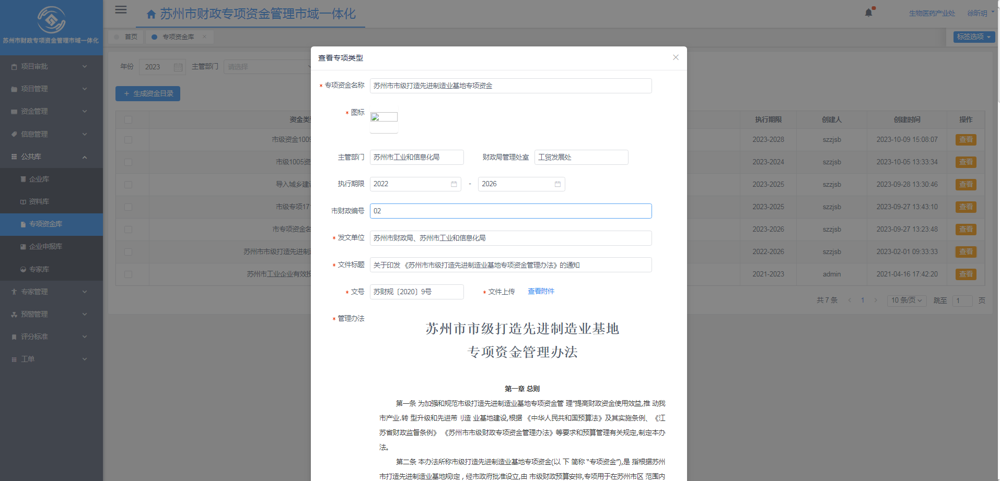 苏州市财政专项资金管理市域一体化
生物医药产业处 徐昕玥
苏州市财政专项资金管理市域一体化
首页 专项资金库 标签选项
项目审批
项目管理
资金管理
信息管理
公共库
企业库
资料库
专项资金库
企业申报库
专家库
专家管理
预警管理
评分标准
工单
年份 2023 主管部门 请选择
+ 生成资金目录
资金类 执行期限 创建人 创建时间 操作
市级资金1009 2023-2028 szzjsb 2023-10-09 15:08:07 查看
市级1005资 2023-2024 szzjsb 2023-10-05 13:33:34 查看
导入城乡建 2023-2025 szzjsb 2023-09-28 13:30:46 查看
市级专项17 2023-2025 szzjsb 2023-09-27 13:43:10 查看
市专项资金名 2023-2026 szzjsb 2023-09-27 13:23:48 查看
苏州市市级打造先进制 2022-2026 szzjsb 2023-02-01 09:33:33 查看
苏州市工业企业有效投 2021-2023 admin 2021-04-16 17:42:20 查看
共 7 条 1 10 条/页 跳至 1 页
查看专项类型
* 专项资金名称 苏州市市级打造先进制造业基地专项资金
* 图标
主管部门 苏州市工业和信息化局 财政局管理处室 工贸发展处
执行期限 2022 - 2026
市财政编号 02
* 发文单位 苏州市财政局、苏州市工业和信息化局
* 文件标题 关于印发 《苏州市市级打造先进制造业基地专项资金管理办法》的通知
* 文号 苏财规〔2020〕9号 * 文件上传 查看附件
* 管理办法
苏州市市级打造先进制造业基地
专项资金管理办法
第一章 总则
第一条 为加强和规范市级打造先进制造业基地专项资金管 理”提高财政资金使用效益,推 动我
市产业.转 型升级和先进芾 刂造 业基地建设,根据 《中华人民共和国预算法》及其实施条例、《江
苏省财政监督条例》 《苏州市市级财政专项资金管理办法》等要求和预算管理有关规定,制定本办
法。
第二条 本办法所称市级打造先进制造业基地专项资金(以 下 简称 “专项资金”),是 指根据苏州
市打造先进制造业基地规定 , 经市政府批准设立,由 市级财政预算安排,专项用于在苏州市区 范围内